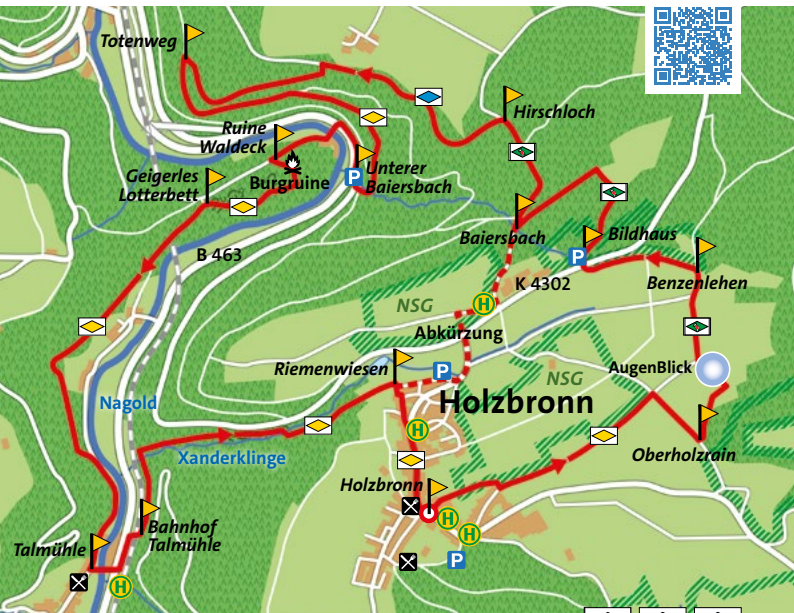 Totenweg
Hirschloch
Ruine
Waldeck
Unterer
Baiersbach
Geigerles
Lotterbett
Burgruine
P
Baiersbach
Bildhaus
P
B 463
K 4302
Benzenlehen
NSG
H
Abkürzung
Riemenwiesen
P
NSG
AugenBlick
Nagold
Holzbronn
H
Xanderklinge
Oberholzrain
Holzbronn
H
H
Bahnhof
Talmühle
Talmühle
P
H